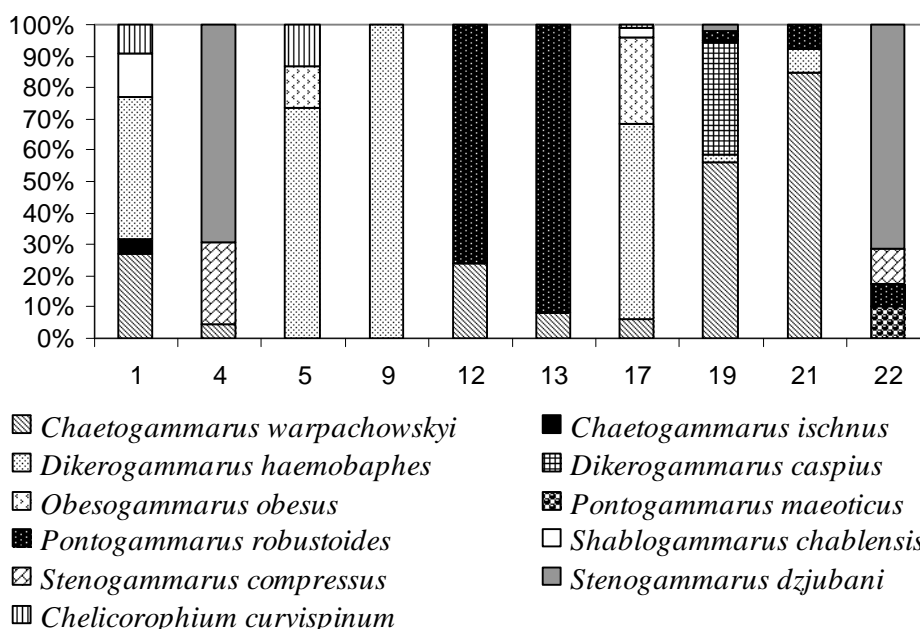 100%
90%
80%
70%
60%
50%
40%
30%
20%
10%
0%
1 4 5 9 12 13 17 19 21 22
Chaetogammarus warpachowskyi Chaetogammarus ischnus
Dikerogammarus haemobaphes Dikerogammarus caspius
Obesogammarus obesus Pontogammarus maeoticus
Pontogammarus robustoides Shablogammarus chablensis
Stenogammarus compressus Stenogammarus dzjubani
Chelicorophium curvispinum